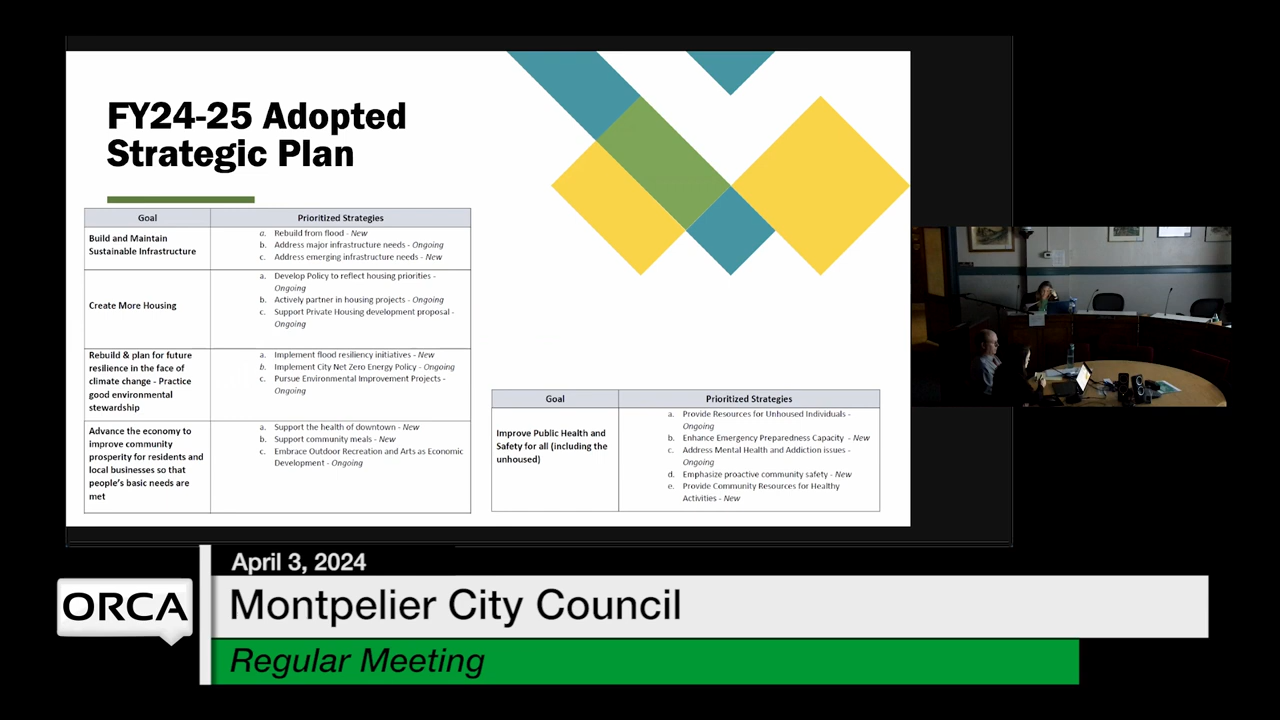 FY24-25 Adopted
Strategic Plan
Goal Prioritized Strategies
Build and Maintain
Sustainable Infrastructure
a. Rebuild from flood - New
b. Address major infrastructure needs - Ongoing
c. Address emerging infrastructure needs - New
Create More Housing
a. Develop Policy to reflect housing priorities -
Ongoing
b. Actively partner in housing projects - Ongoing
c. Support Private Housing development proposal -
Ongoing
Rebuild & plan for future
resilience in the face of
climate change - Practice
good environmental
stewardship
a. Implement flood resiliency initiatives - New
b. Implement City Net Zero Energy Policy - Ongoing
c. Pursue Environmental Improvement Projects -
Ongoing
Advance the economy to
improve community
prosperity for residents and
local businesses so that
people's basic needs are
met
a. Support the health of downtown - New
b. Support community meals - New
c. Embrace Outdoor Recreation and Arts as Economic
Development - Ongoing
Goal Prioritized Strategies
Improve Public Health and
Safety for all (including the
unhoused)
a. Provide Resources for Unhoused Individuals -
Ongoing
b. Enhance Emergency Preparedness Capacity - New
c. Address Mental Health and Addiction issues -
Ongoing
d. Emphasize proactive community safety - New
e. Provide Community Resources for Healthy
Activities - New
April 3, 2024
ORCA
Montpelier City Council
Regular Meeting